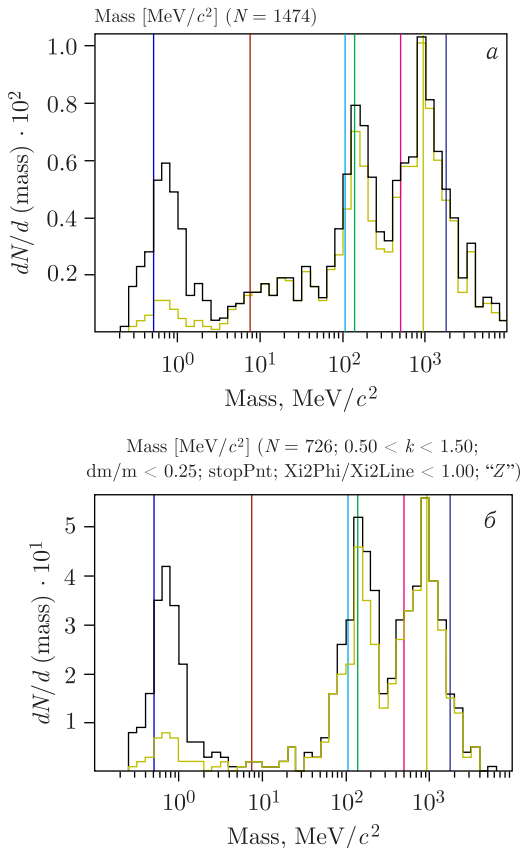 Mass [MeV/c²] (N = 1474)
a
1.0
0.8
0.6
0.4
0.2
dN/d (mass) · 10²
10⁰ 10¹ 10² 10³
Mass, MeV/c²
Mass [MeV/c²] (N = 726; 0.50 < k < 1.50;
dm/m < 0.25; stopPnt; Xi2Phi/Xi2Line < 1.00; “Z”)
б
5
4
3
2
1
dN/d (mass) · 10¹
10⁰ 10¹ 10² 10³
Mass, MeV/c²